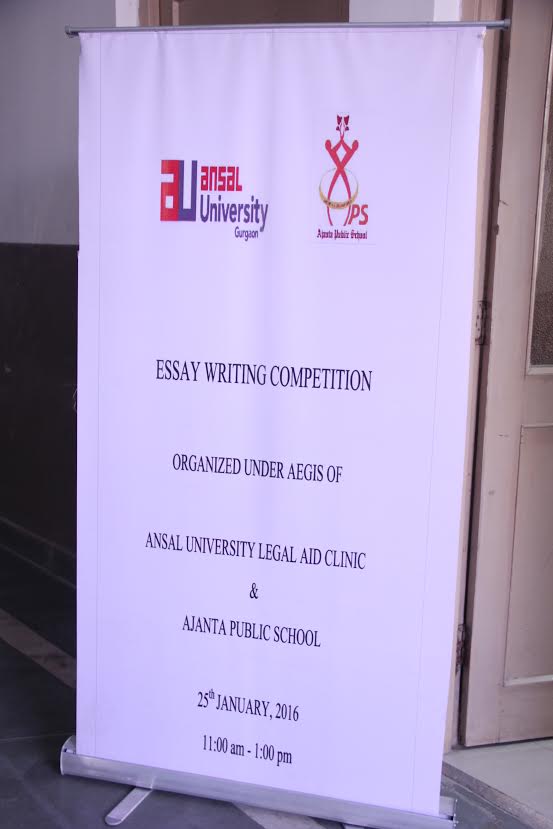 ansal
University
Gurgaon
APS
Ajanta Public School
ESSAY WRITING COMPETITION
ORGANIZED UNDER AEGIS OF
ANSAL UNIVERSITY LEGAL AID CLINIC
&
AJANTA PUBLIC SCHOOL
25th JANUARY, 2016
11:00 am - 1:00 pm